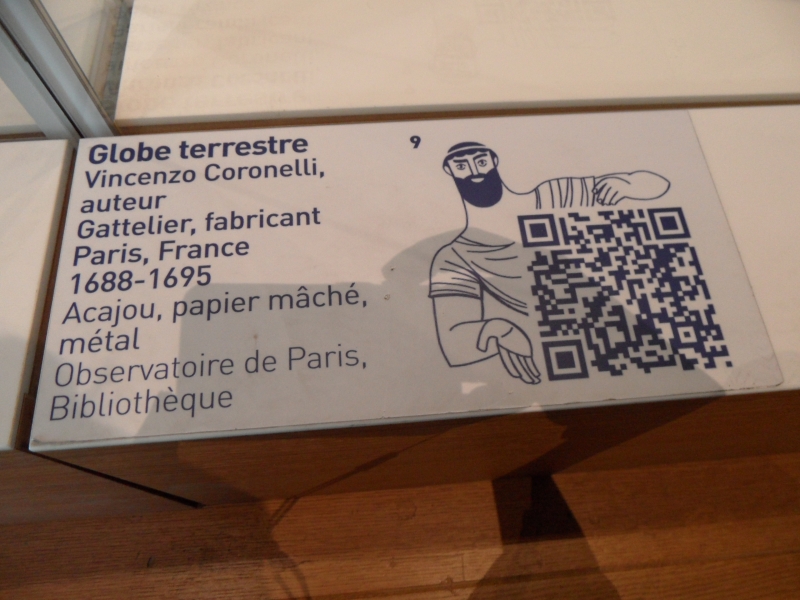 Globe terrestre
Vincenzo Coronelli,
auteur
Gattelier, fabricant
Paris, France
1688-1695
Acajou, papier mâché,
métal
Observatoire de Paris,
Bibliothèque
9